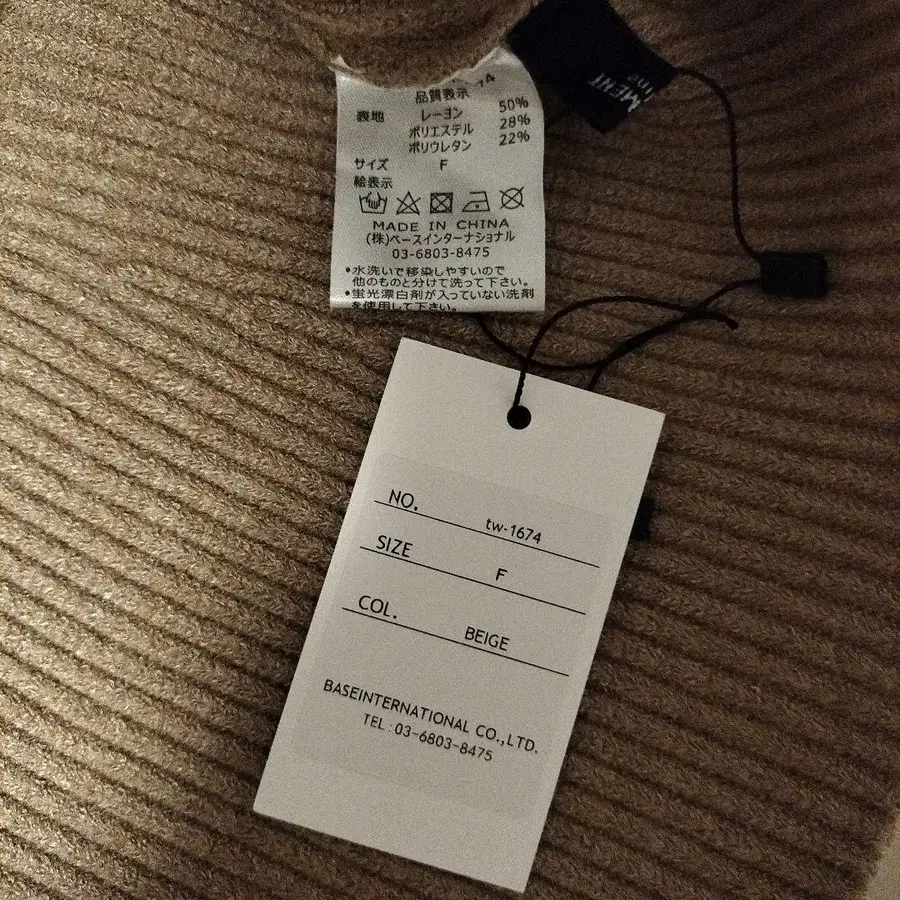 74
品質表示
表地 レーヨン 50%
ポリエステル 28%
ポリウレタン 22%
サイズ F
絵表示
MADE IN CHINA
(株)ベースインターナショナル
03-6803-8475
•水洗いで移染しやすいので
他のものと分けて洗って下さい。
•蛍光漂白剤が入っていない洗剤
を使用して下さい。
MENT
NO. tw-1674
SIZE F
COL. BEIGE
BASEINTERNATIONAL CO.,LTD.
TEL:03-6803-8475